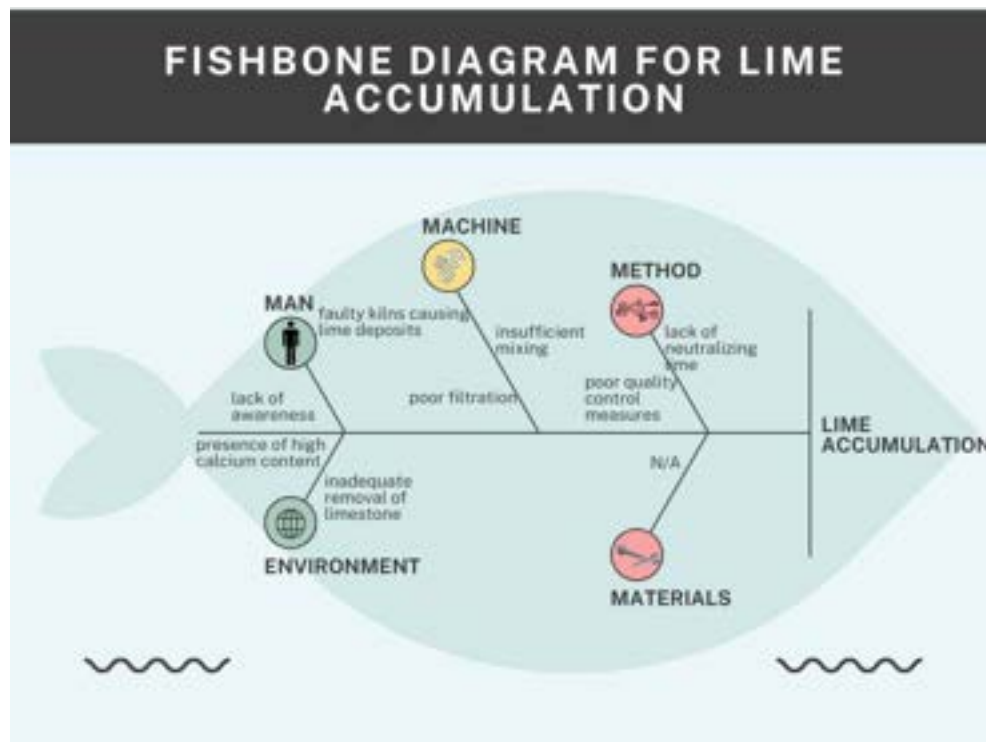 FISHBONE DIAGRAM FOR LIME
ACCUMULATION
MACHINE
METHOD
MAN
faulty kilns causing
lime deposits
insufficient
mixing
lack of
neutralizing
lime
poor quality
control
measures
poor filtration
lack of
awareness
LIME
ACCUMULATION
presence of high
calcium content
N/A
inadequate
removal of
limestone
ENVIRONMENT
MATERIALS